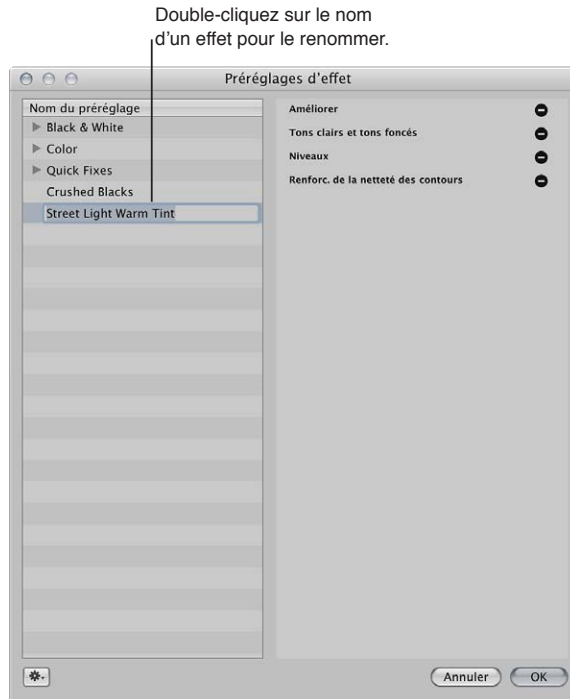 Double-cliquez sur le nom
d'un effet pour le renommer.
Préréglages d'effet
Nom du préréglage
Black & White
Color
Quick Fixes
Crushed Blacks
Street Light Warm Tint
Améliorer
Tons clairs et tons foncés
Niveaux
Renforc. de la netteté des contours
Annuler
OK